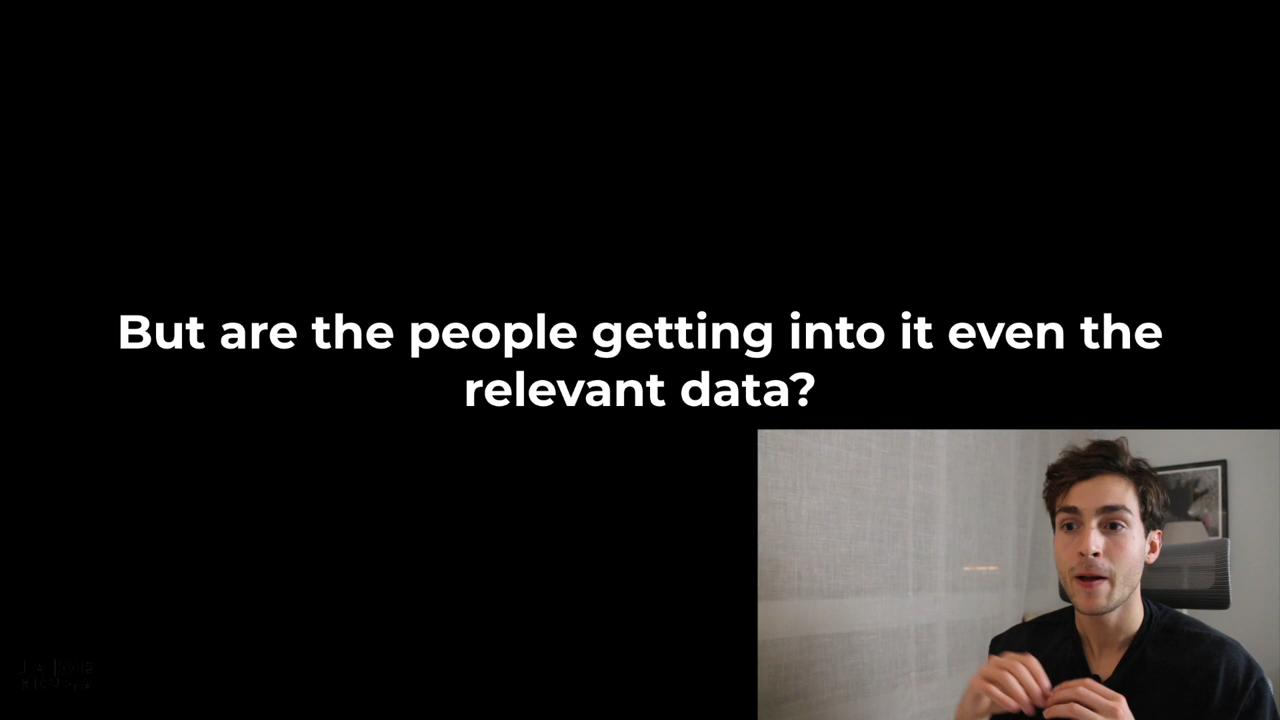 But are the people getting into it even the
relevant data?